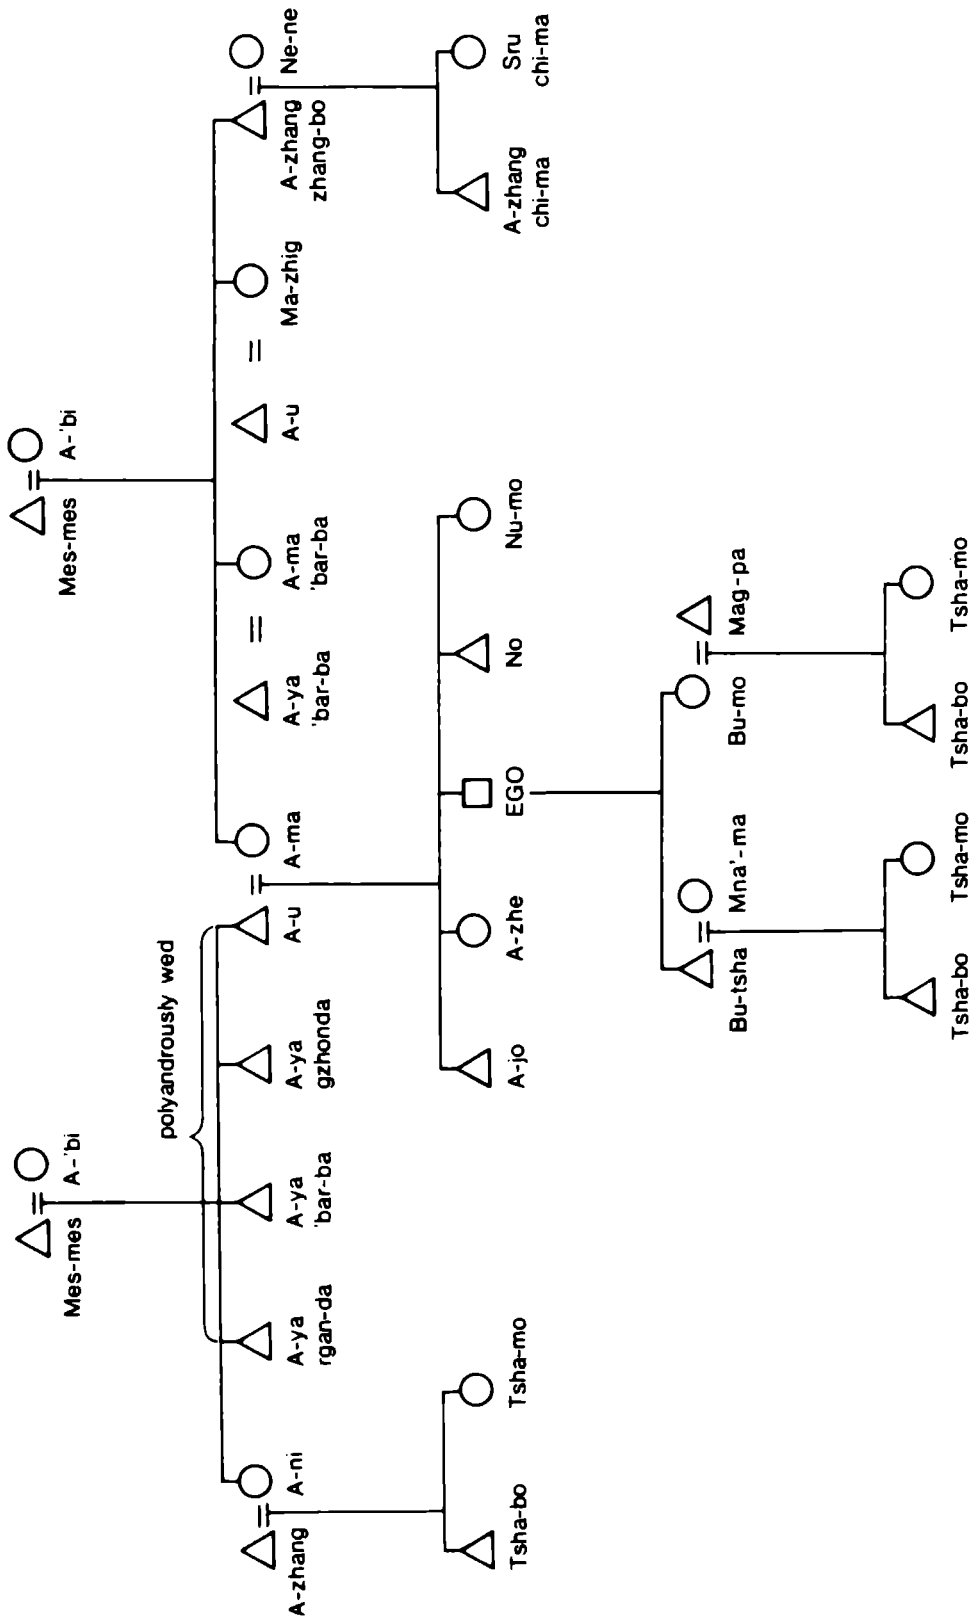 Mes-mes
A-'bi
Mes-mes
A-'bi
polyandrously wed
A-zhang
A-ni
A-ya
rgan-da
A-ya
'bar-ba
A-ya
gzhonda
A-u
A-ma
A-ya
'bar-ba
A-ma
'bar-ba
A-u
Ma-zhig
A-zhang
zhang-bo
Ne-ne
Tsha-bo
Tsha-mo
A-jo
A-zhe
EGO
No
Nu-mo
A-zhang
chi-ma
Sru
chi-ma
Bu-tsha
Mna'-ma
Bu-mo
Mag-pa
Tsha-bo
Tsha-mo
Tsha-bo
Tsha-mo